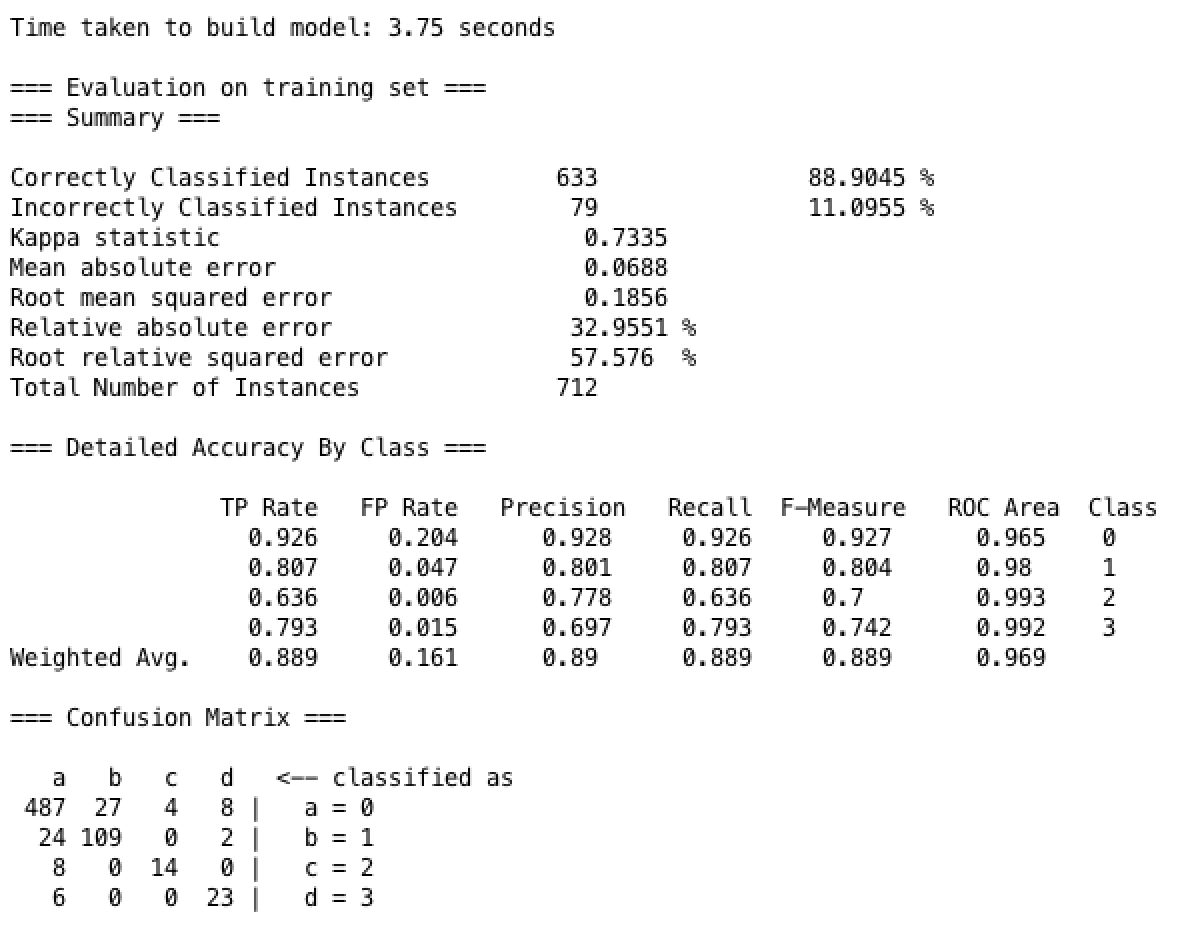 Time taken to build model: 3.75 seconds
=== Evaluation on training set ===
=== Summary ===
Correctly Classified Instances         633               88.9045 %
Incorrectly Classified Instances        79               11.0955 %
Kappa statistic                          0.7335
Mean absolute error                      0.0688
Root mean squared error                  0.1856
Relative absolute error                 32.9551 %
Root relative squared error             57.576  %
Total Number of Instances              712
=== Detailed Accuracy By Class ===
               TP Rate   FP Rate   Precision   Recall  F-Measure   ROC Area  Class
                 0.926     0.204     0.928     0.926     0.927      0.965    0
                 0.807     0.047     0.801     0.807     0.804      0.98     1
                 0.636     0.006     0.778     0.636     0.7        0.993    2
                 0.793     0.015     0.697     0.793     0.742      0.992    3
Weighted Avg.    0.889     0.161     0.89      0.889     0.889      0.969
=== Confusion Matrix ===
   a   b   c   d   <-- classified as
 487  27   4   8 |   a = 0
  24 109   0   2 |   b = 1
   8   0  14   0 |   c = 2
   6   0   0  23 |   d = 3